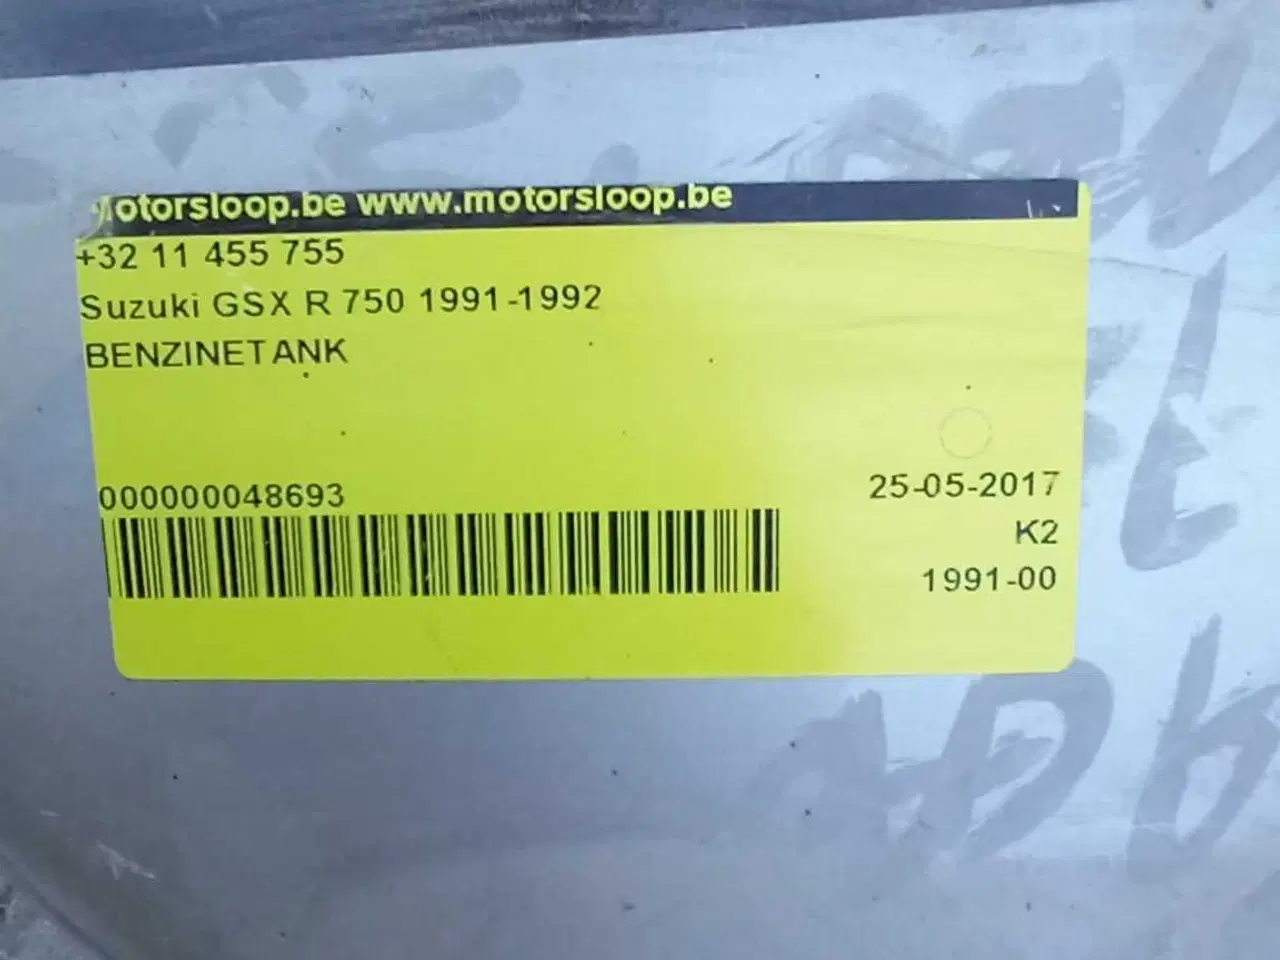 motorsloop.be www.motorsloop.be
+32 11 455 755
Suzuki GSX R 750 1991-1992
BENZINETANK
000000048693
25-05-2017
K2
1991-00